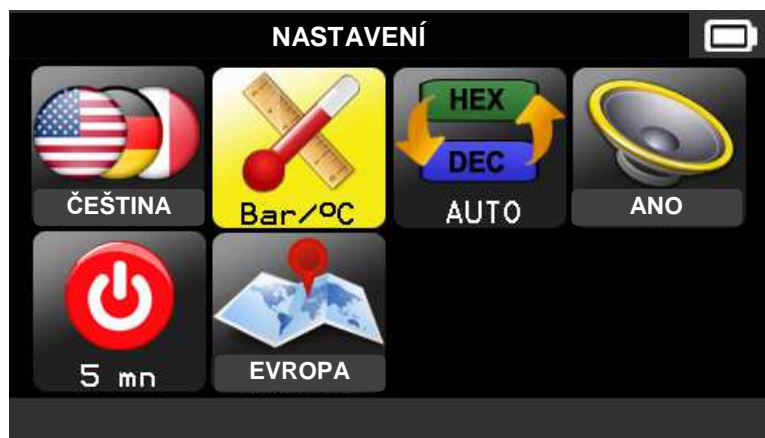 NASTAVENÍ
HEX
DEC
ČEŠTINA
Bar/ºC
AUTO
ANO
5 mn
EVROPA